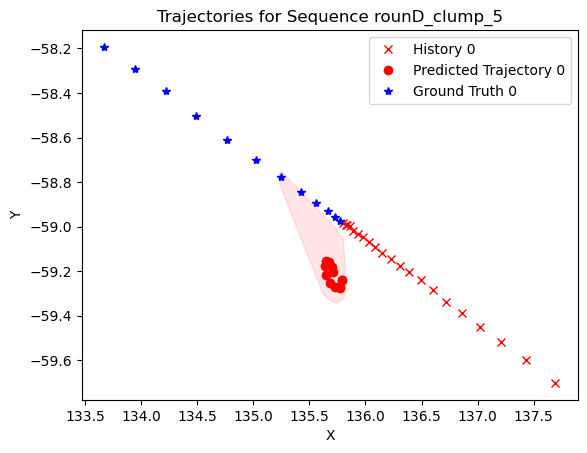 Trajectories for Sequence rounD_clump_5
History 0
Predicted Trajectory 0
Ground Truth 0
−58.2
−58.4
−58.6
−58.8
−59.0
−59.2
−59.4
−59.6
Y
133.5 134.0 134.5 135.0 135.5 136.0 136.5 137.0 137.5
X